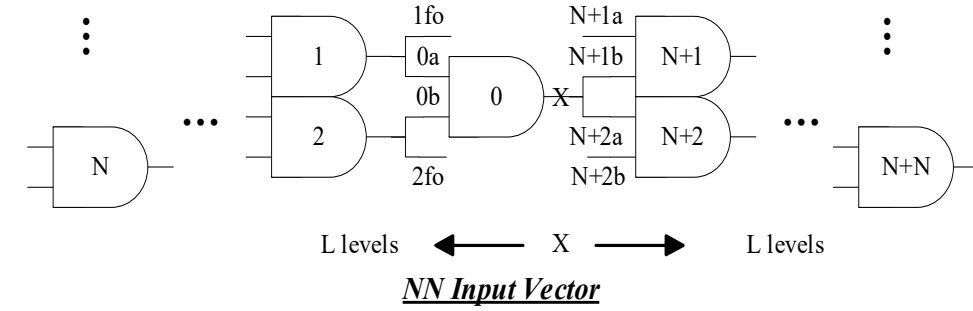 1fo
N+1a
1
0a
N+1b
N+1
0b
0
X
N
2
N+2a
N+2
N+N
2fo
N+2b
L levels
X
L levels
NN Input Vector